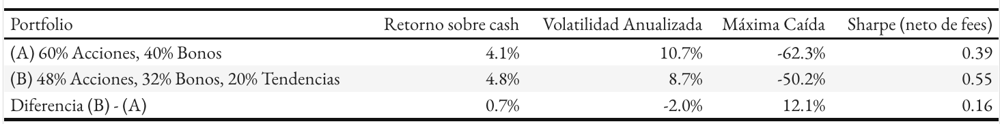 Portfolio Retorno sobre cash Volatilidad Anualizada Máxima Caída Sharpe (neto de fees)
(A) 60% Acciones, 40% Bonos 4.1% 10.7% -62.3% 0.39
(B) 48% Acciones, 32% Bonos, 20% Tendencias 4.8% 8.7% -50.2% 0.55
Diferencia (B) - (A) 0.7% -2.0% 12.1% 0.16